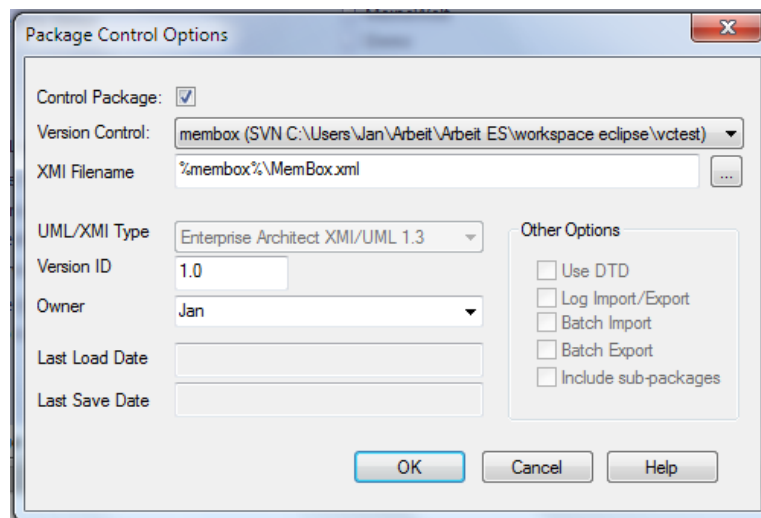 Package Control Options
Control Package:
Version Control: membox (SVN C:\Users\Jan\Arbeit\Arbeit ES\workspace eclipse\vctest)
XMI Filename %membox%\MemBox.xml ...
UML/XMI Type Enterprise Architect XMI/UML 1.3
Version ID 1.0
Owner Jan
Last Load Date
Last Save Date
Other Options
Use DTD
Log Import/Export
Batch Import
Batch Export
Include sub-packages
OK Cancel Help